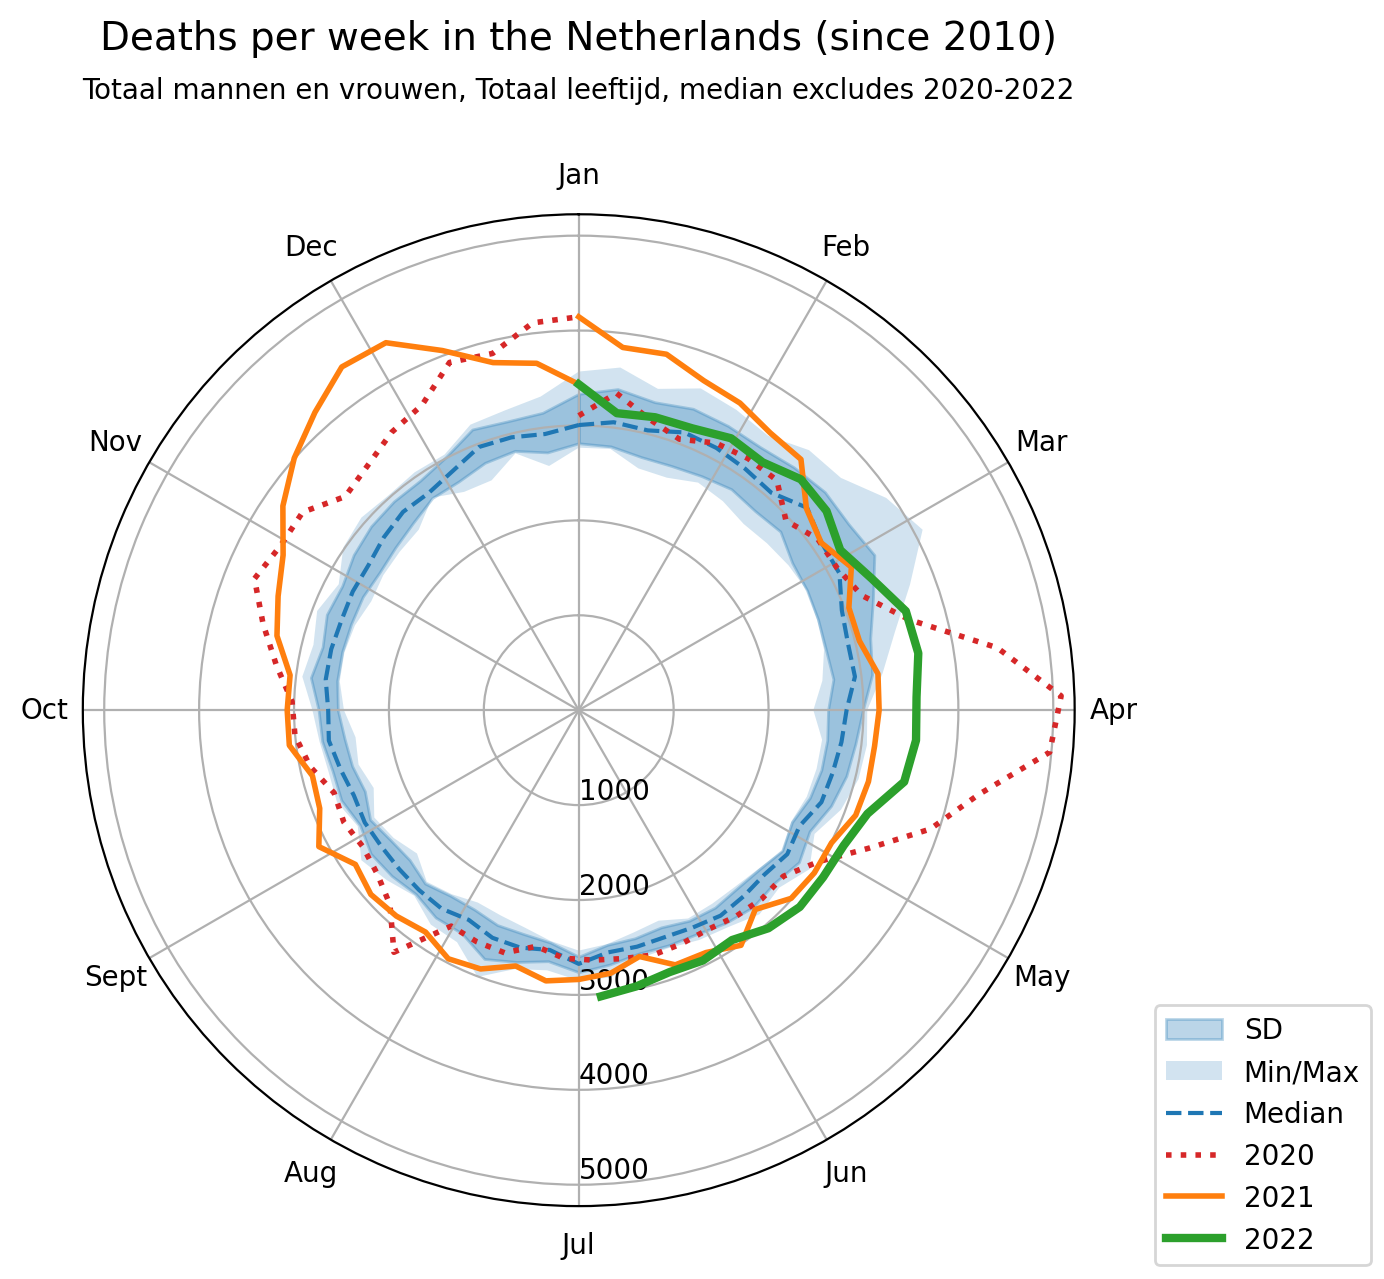 Deaths per week in the Netherlands (since 2010)
Totaal mannen en vrouwen, Totaal leeftijd, median excludes 2020-2022
Jan
Dec
Feb
Nov
Mar
Oct
Apr
1000
2000
Sept
3000
May
4000
Aug
5000
Jun
Jul
SD
Min/Max
Median
2020
2021
2022